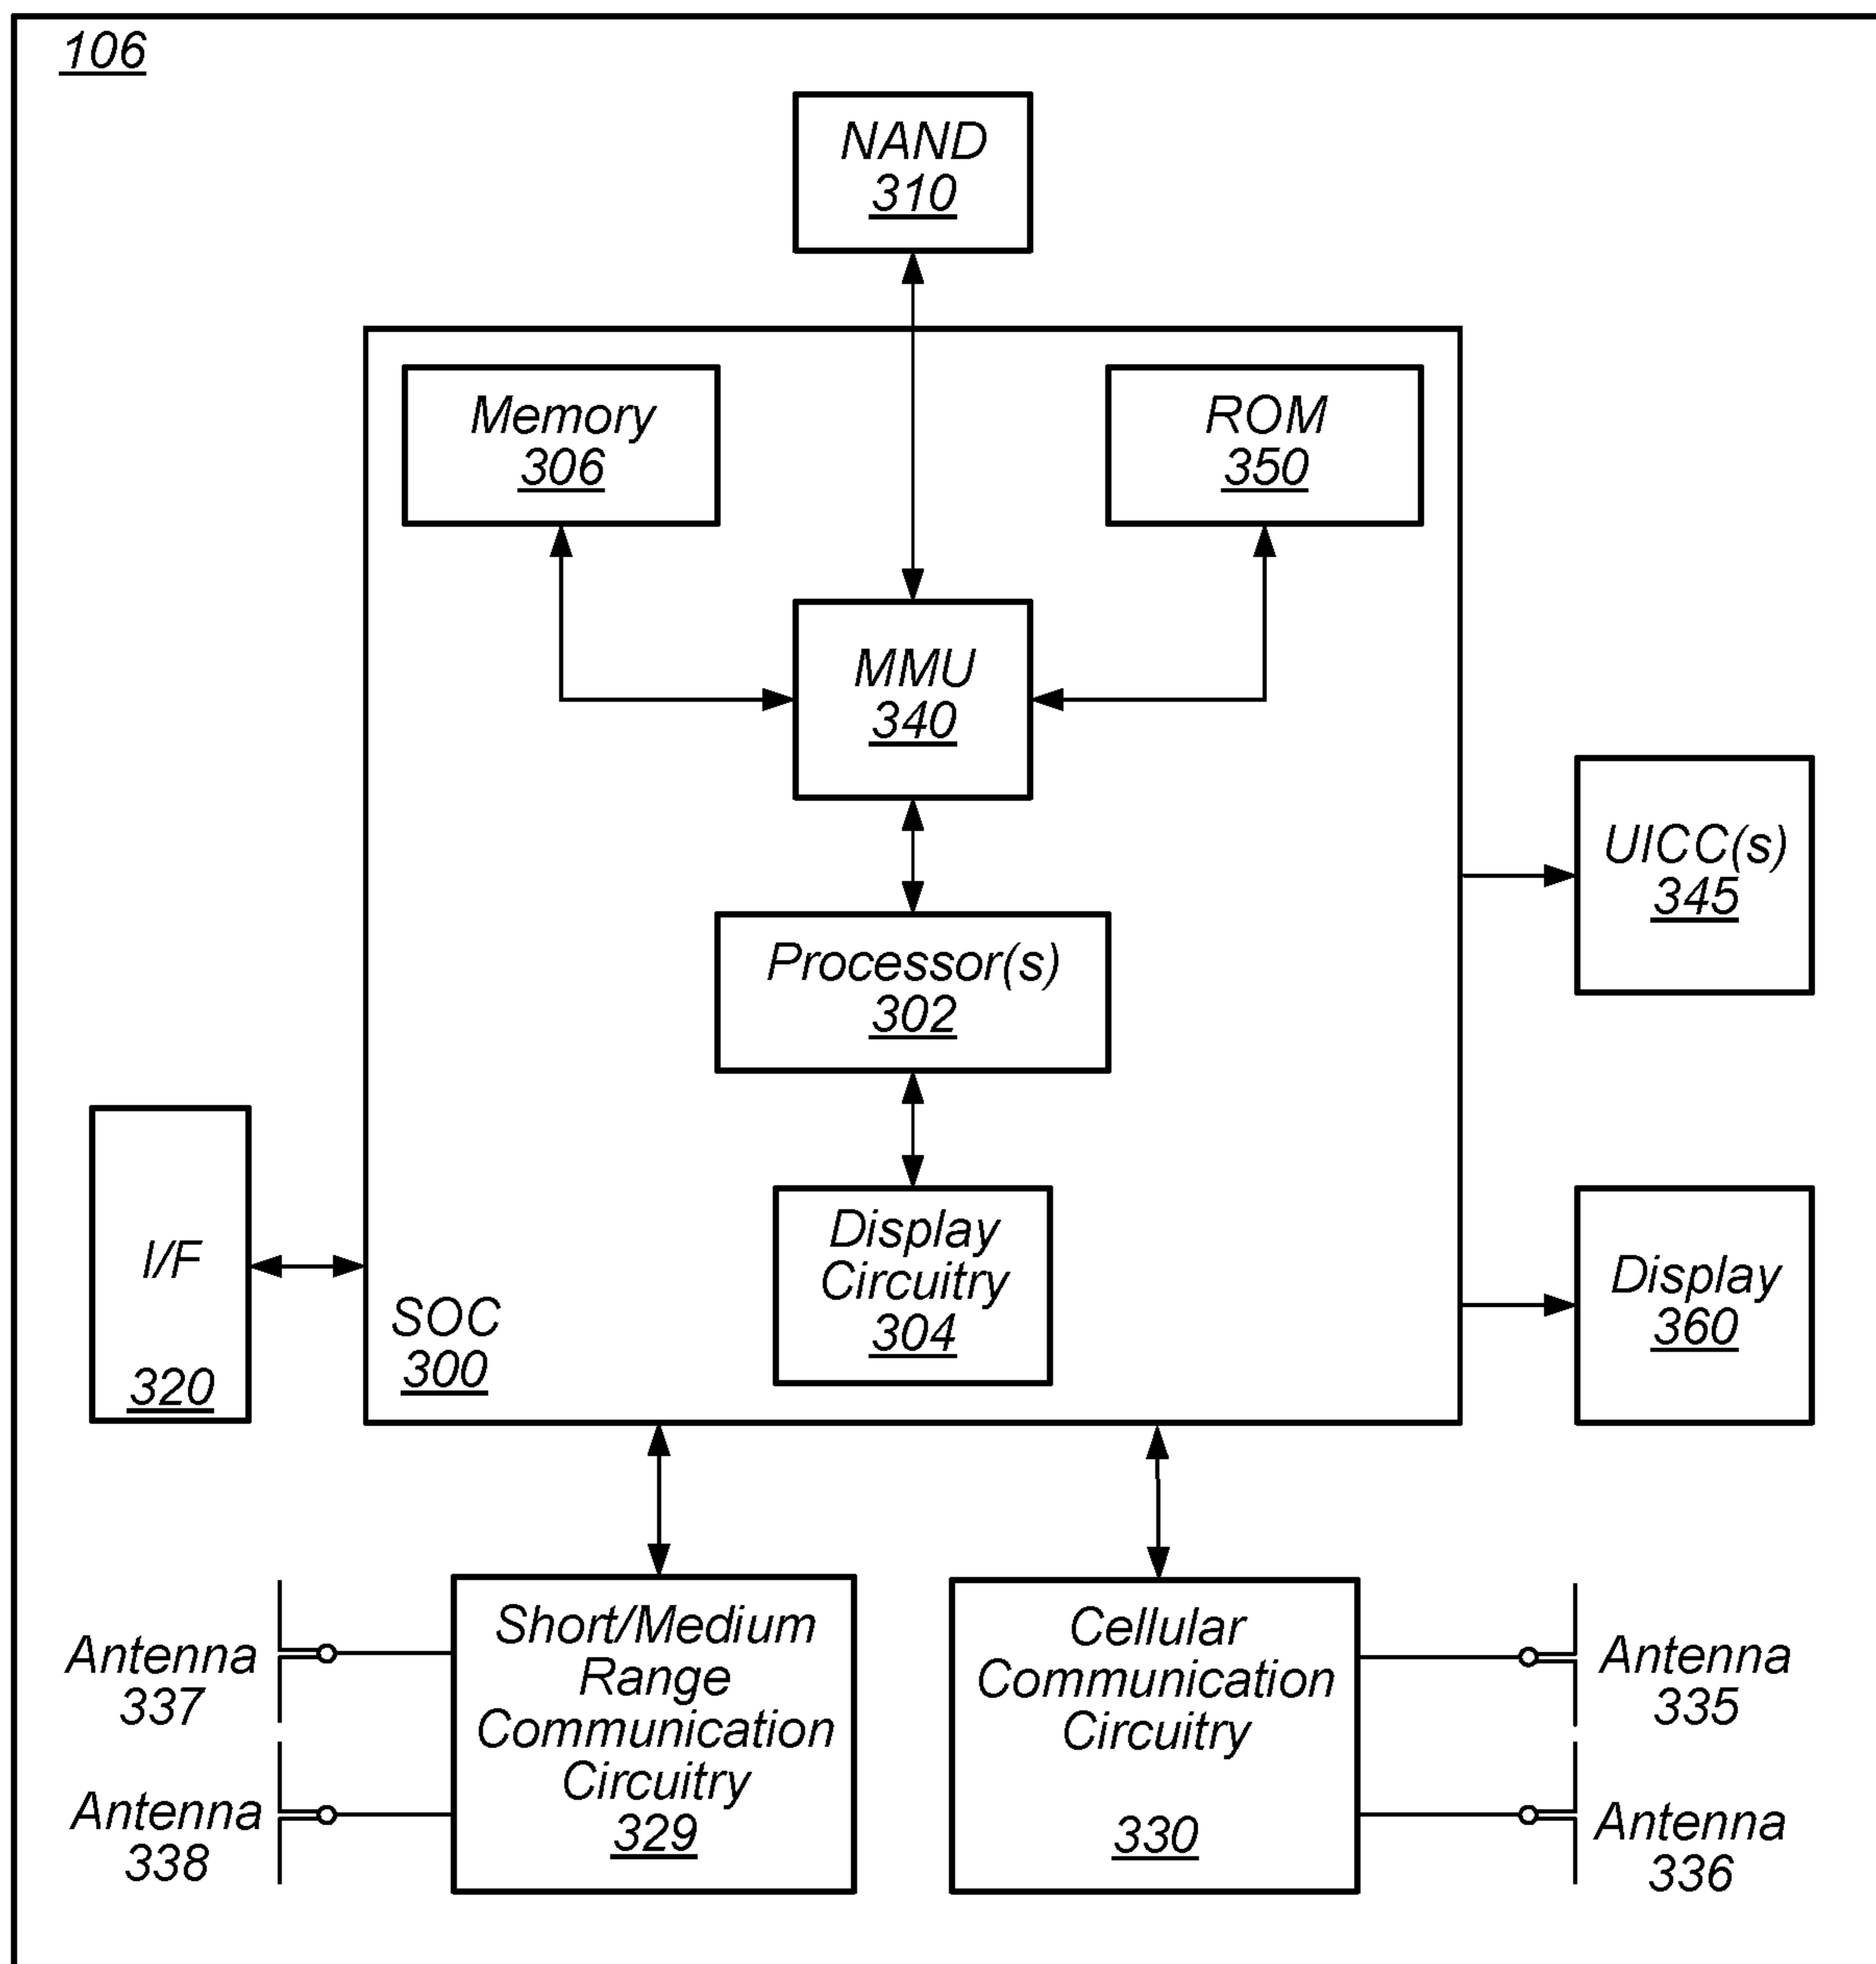 106
NAND
310
Memory
306
ROM
350
MMU
340
UICC(s)
345
Processor(s)
302
I/F
320
Display
Circuitry
304
SOC
300
Display
360
Short/Medium
Range
Communication
Circuitry
329
Cellular
Communication
Circuitry
330
Antenna
337
Antenna
338
Antenna
335
Antenna
336